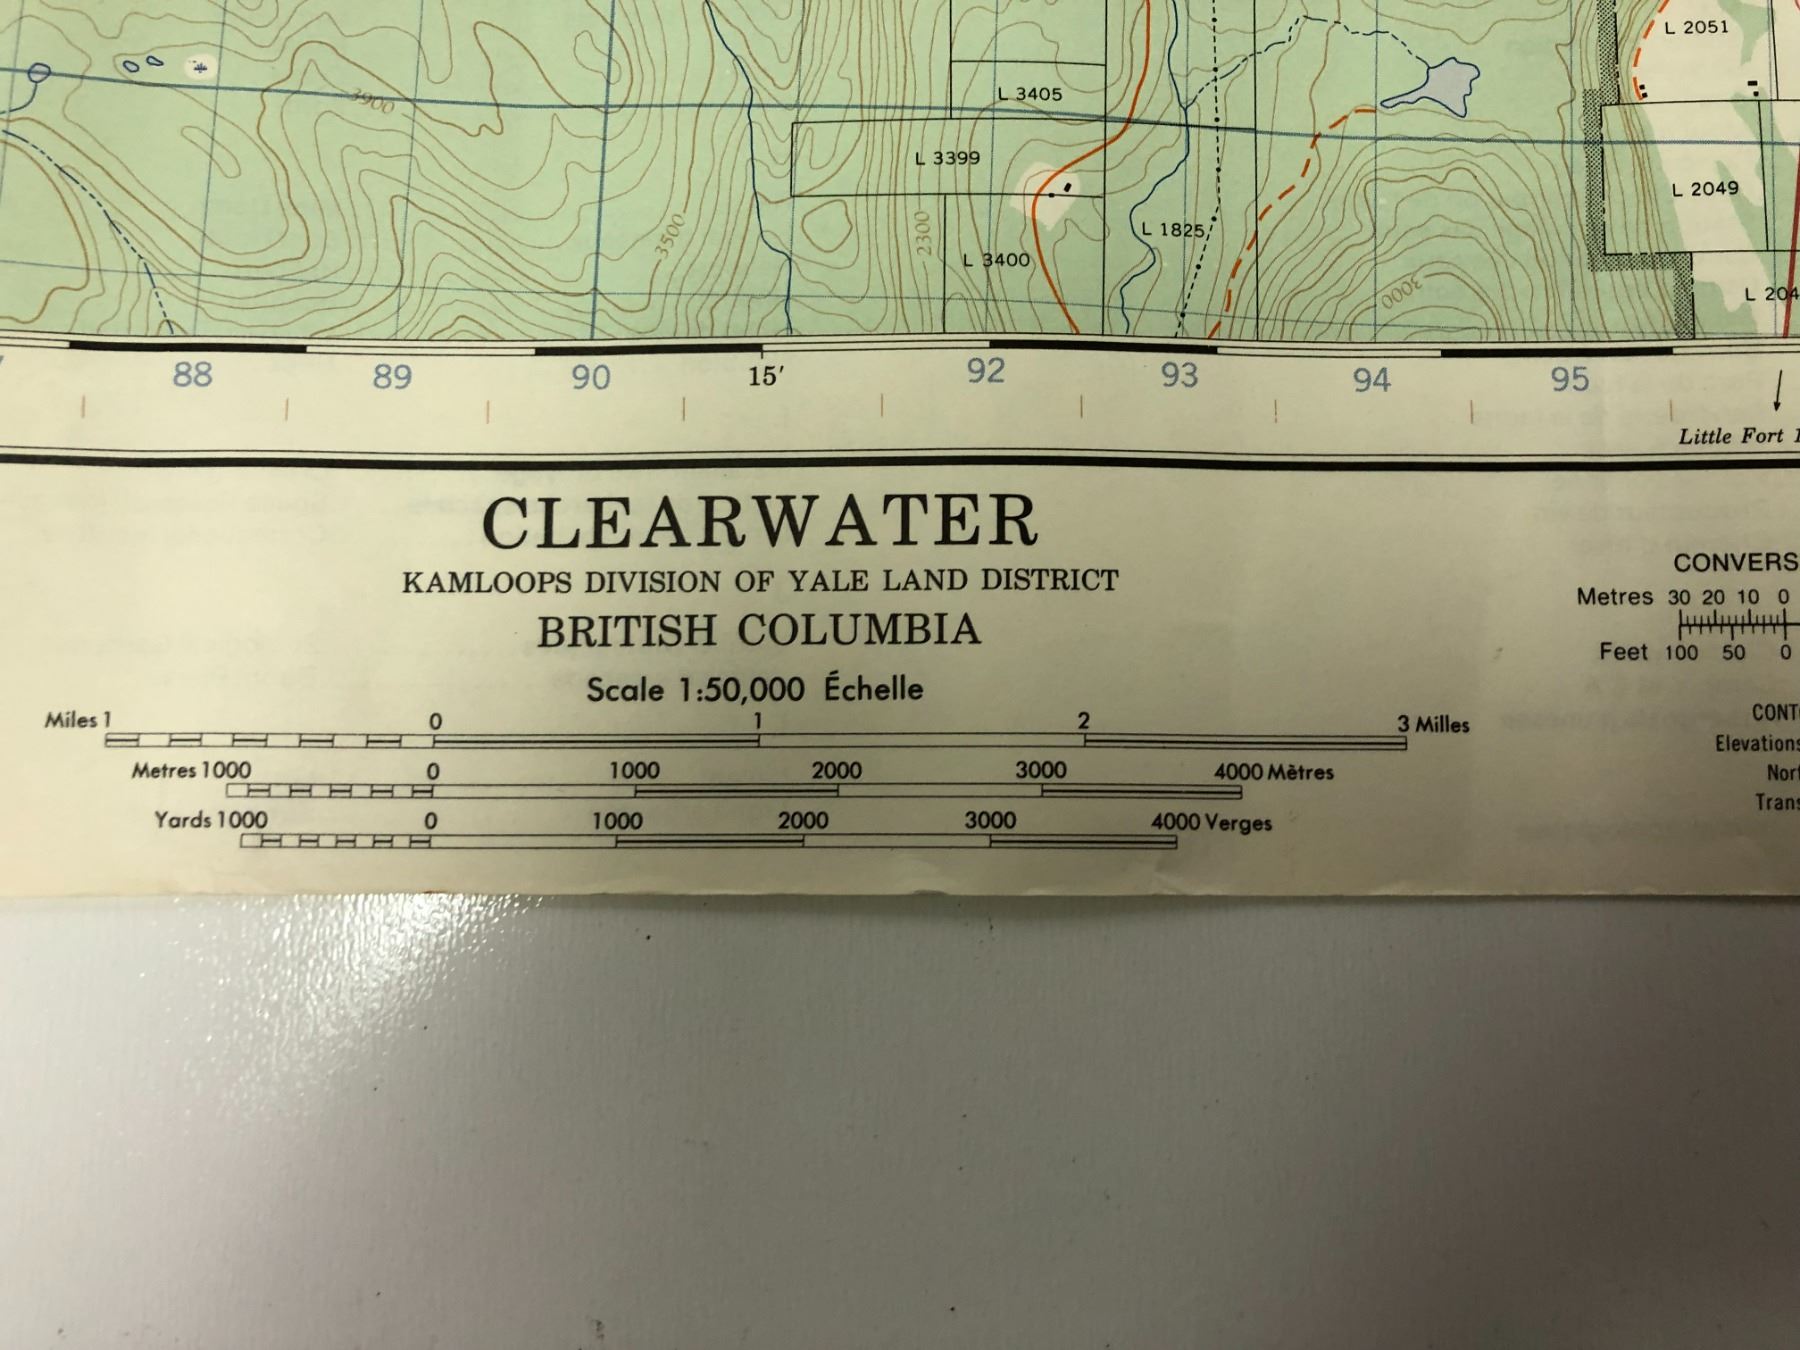 L 2051
3900
L 3405
L 3399
L 2049
3500
2300
L 1825
L 3400
3000
L 204
88 89 90 15′ 92 93 94 95
Little Fort
CLEARWATER
KAMLOOPS DIVISION OF YALE LAND DISTRICT
BRITISH COLUMBIA
Scale 1:50,000 Échelle
Miles 1 0 1 2 3 Milles
Metres 1000 0 1000 2000 3000 4000 Mètres
Yards 1000 0 1000 2000 3000 4000 Verges
CONVERS
Metres 30 20 10 0
Feet 100 50 0
CONT
Elevations
Nort
Trans